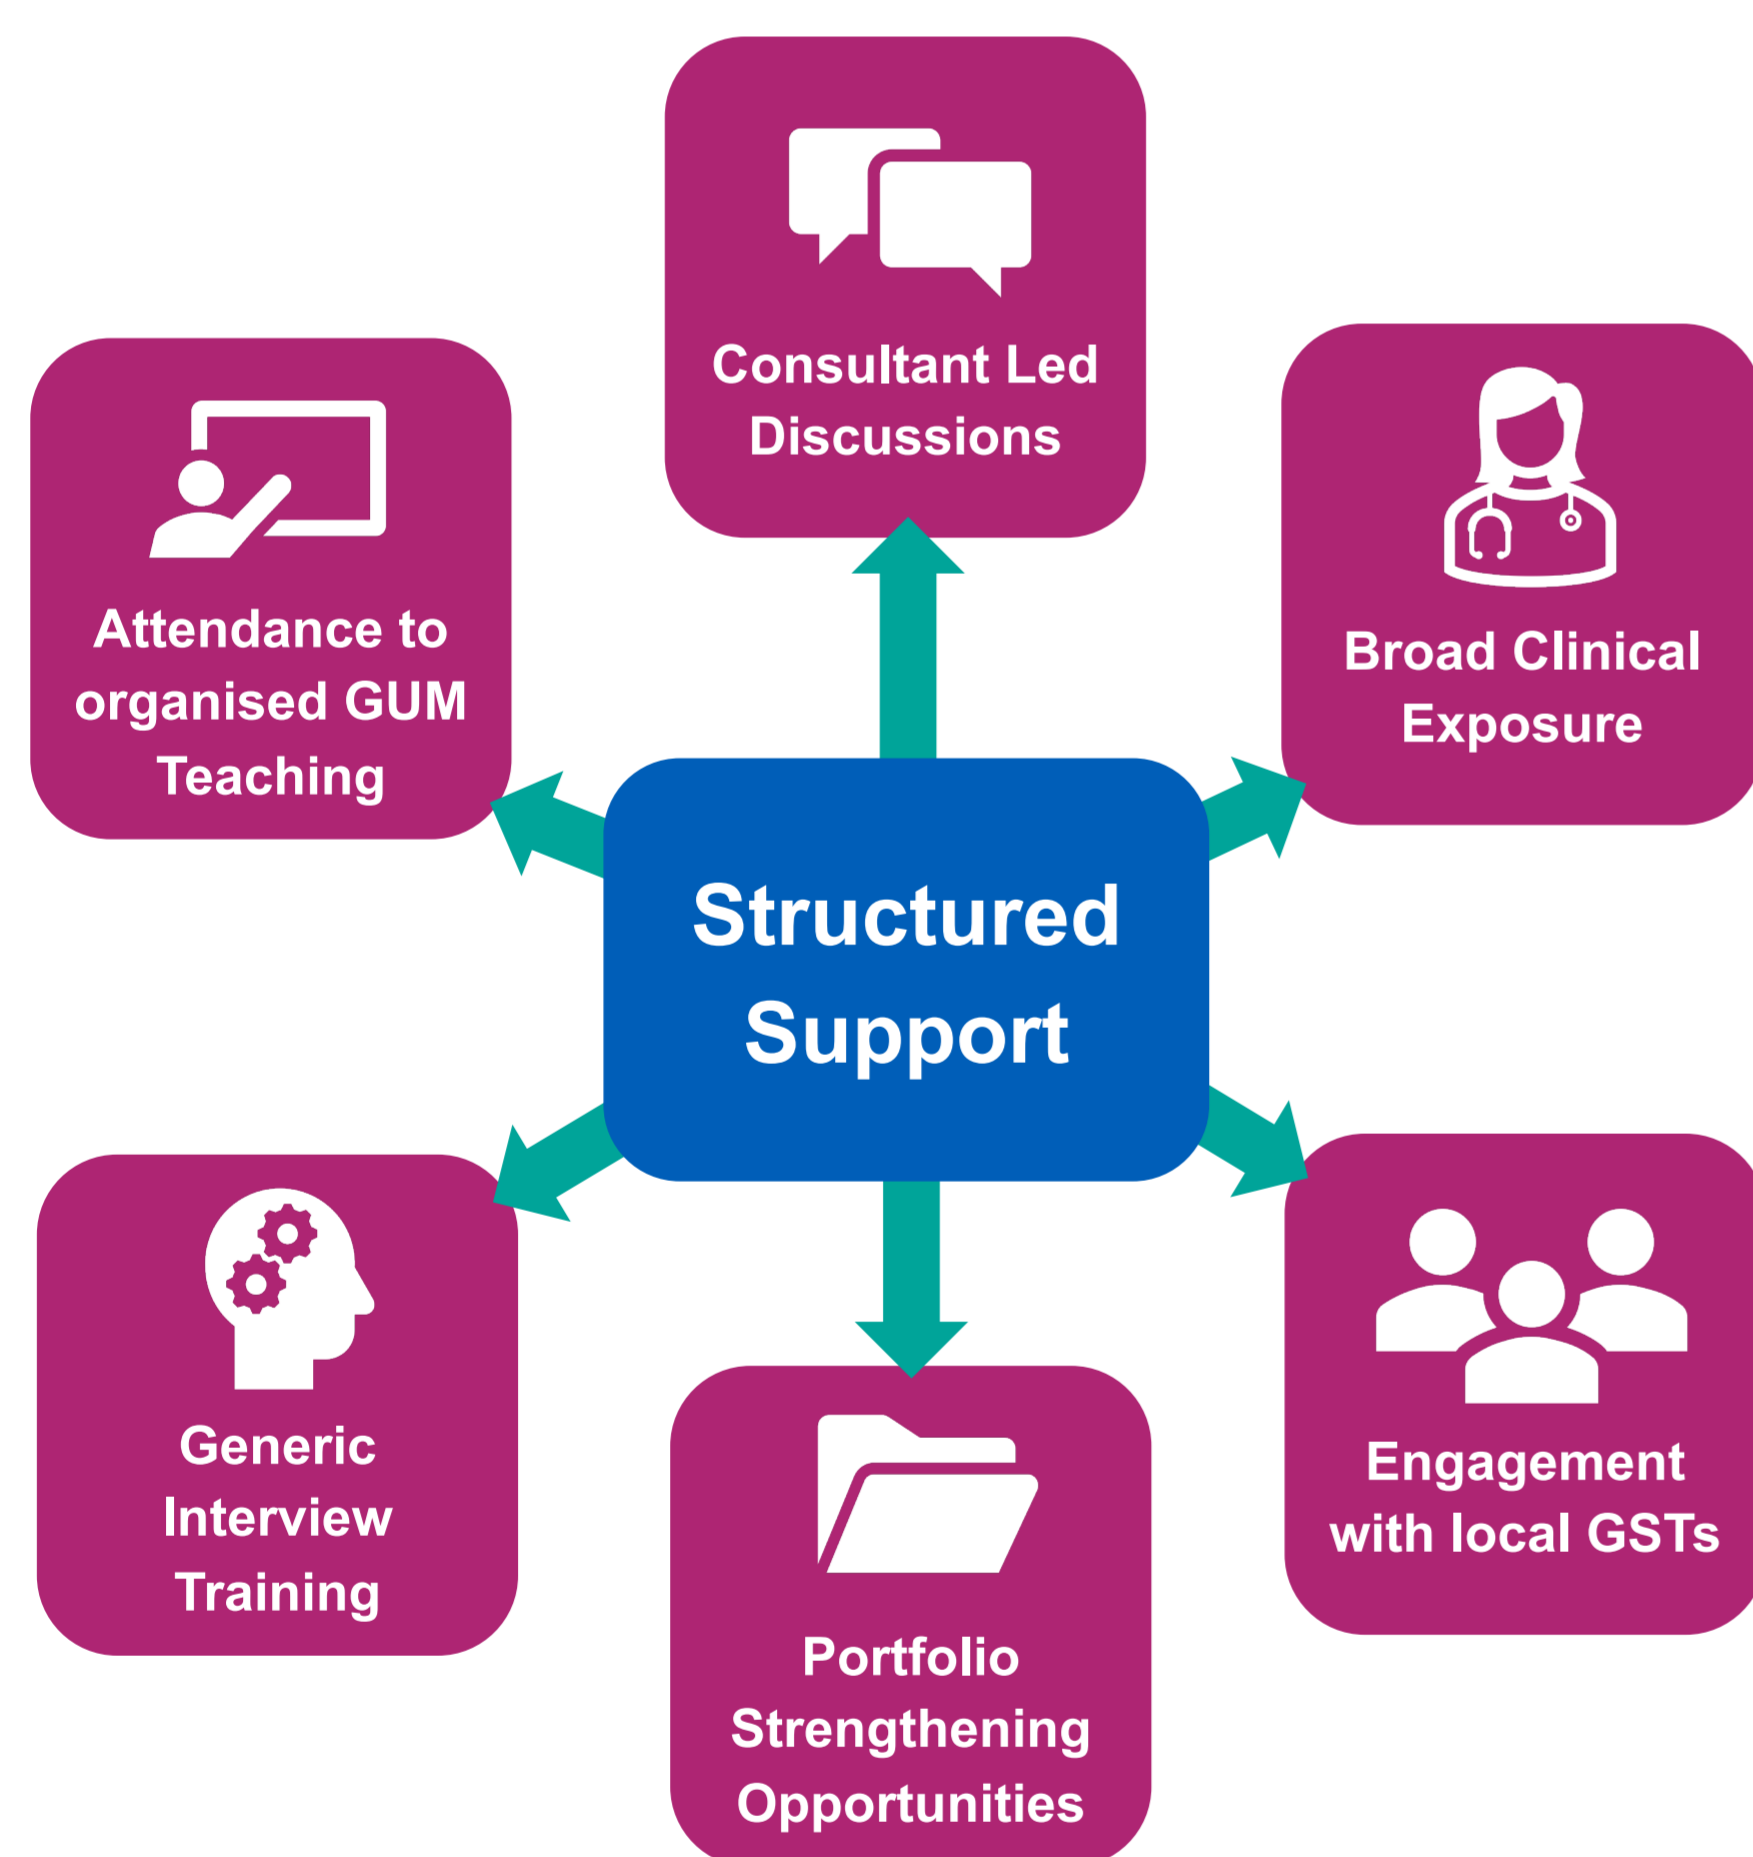 Consultant Led
Discussions
Attendance to
organised GUM
Teaching
Broad Clinical
Exposure
Structured
Support
Generic
Interview
Training
Engagement
with local GSTs
Portfolio
Strengthening
Opportunities